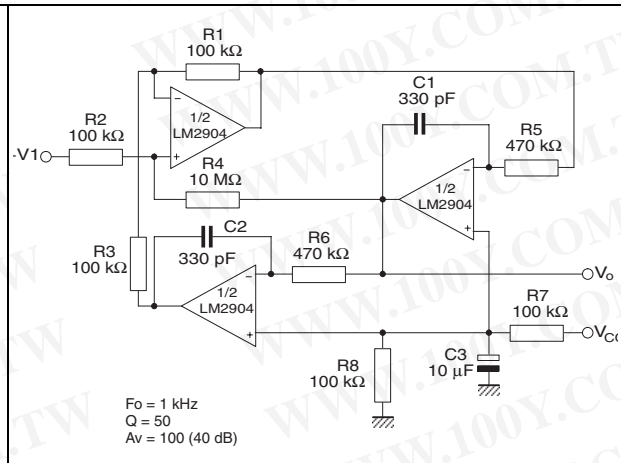 R1
100 kΩ
C1
330 pF
R2
100 kΩ
1/2
LM2904
R5
470 kΩ
-V1
R4
10 MΩ
1/2
LM2904
C2
330 pF
R6
470 kΩ
R3
100 kΩ
Vo
1/2
LM2904
R7
100 kΩ
R8
100 kΩ
C3
10 µF
Fo = 1 kHz
Q = 50
Av = 100 (40 dB)
WWW.100Y.COM.TW